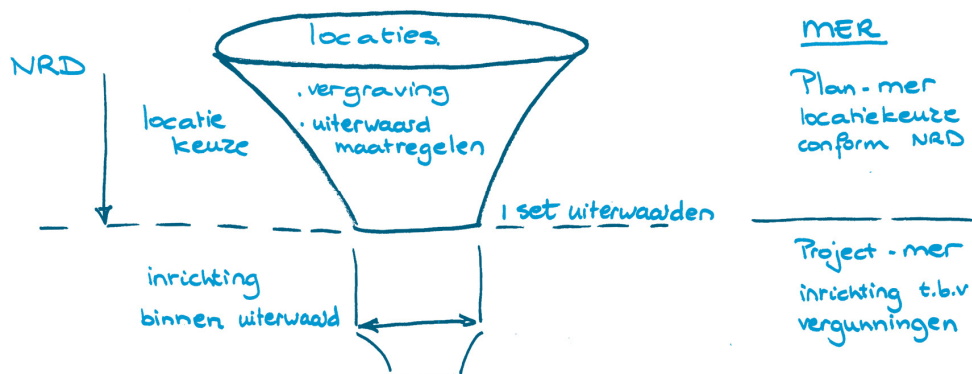 NRD
locatie
keuze
locaties.
. vergraving
. uiterwaard
maatregelen
1 set uiterwaarden
inrichting
binnen uiterwaard
MER
Plan-mer
locatiekeuze
conform NRD
Project-mer
inrichting t.b.v
vergunningen